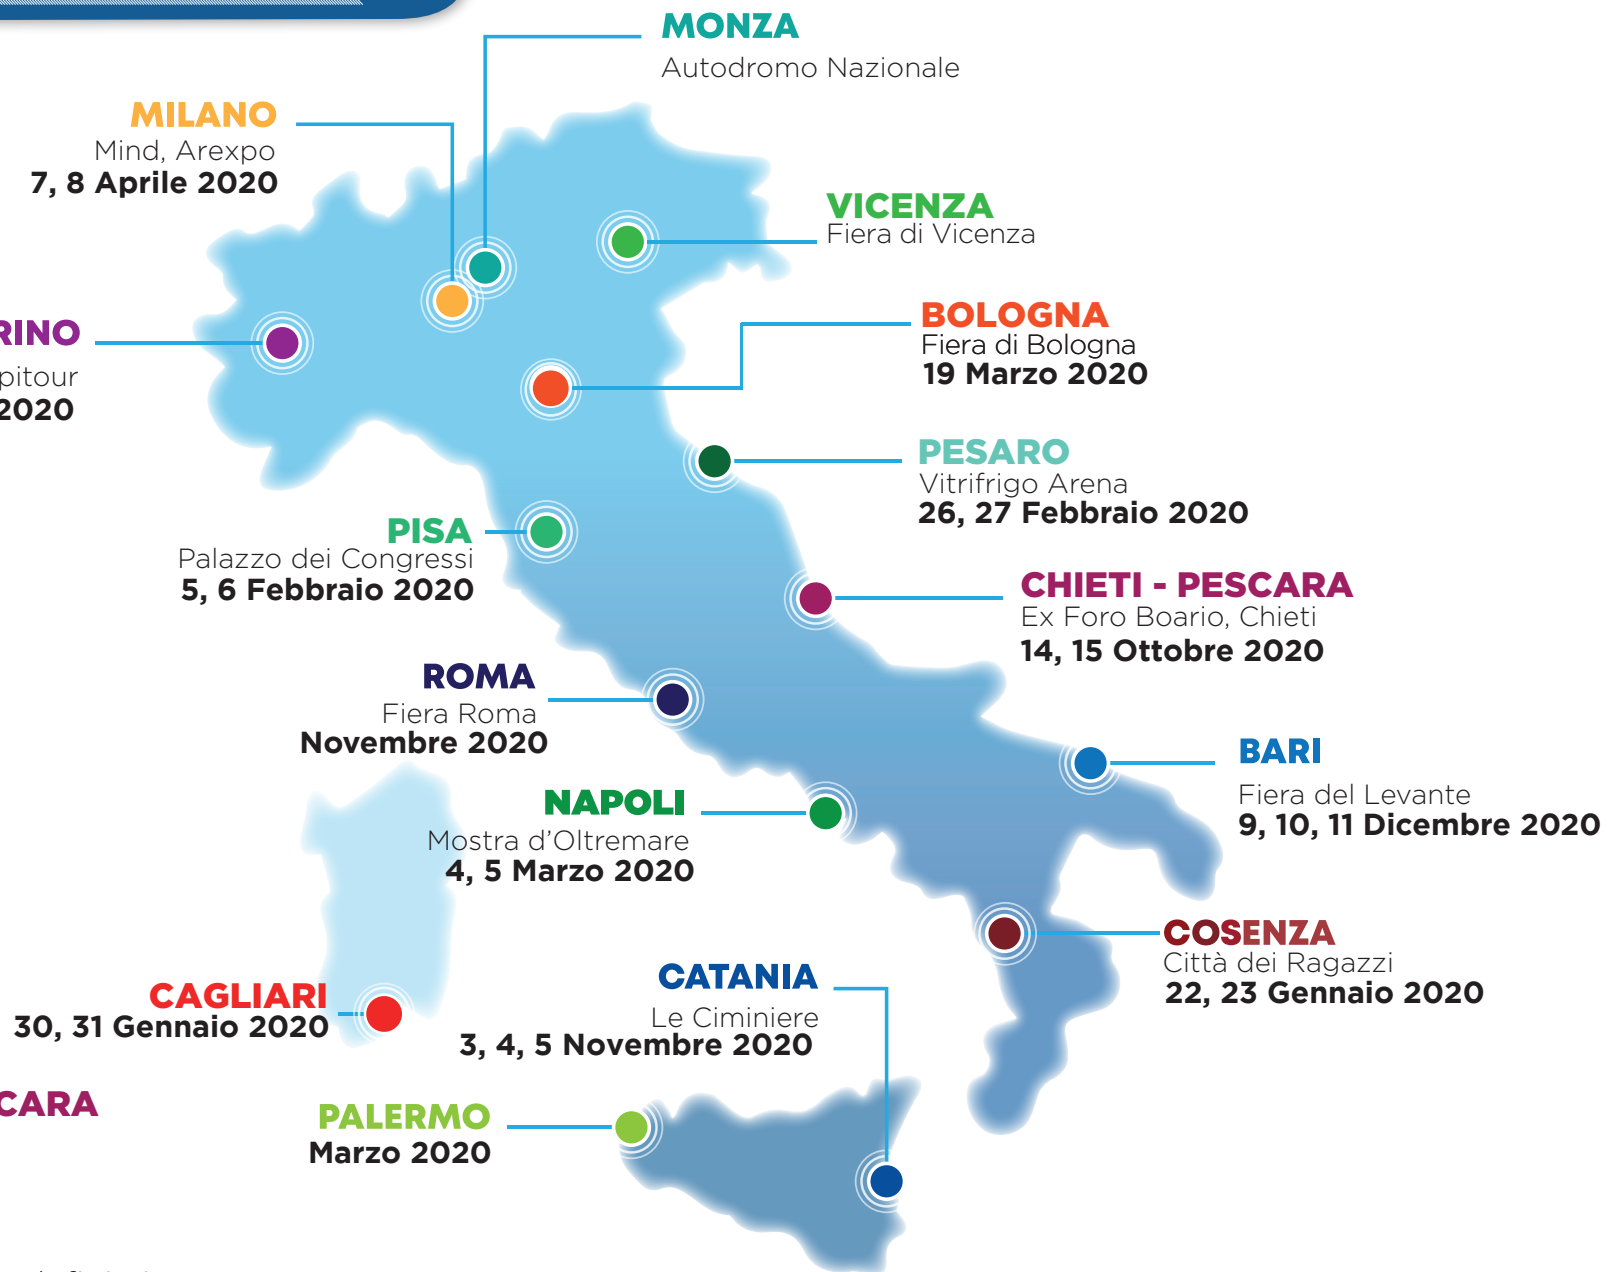 MONZA
Autodromo Nazionale
MILANO
Mind, Arexpo
7, 8 Aprile 2020
VICENZA
Fiera di Vicenza
RINO
pitour
2020
BOLOGNA
Fiera di Bologna
19 Marzo 2020
PESARO
Vitrifrigo Arena
26, 27 Febbraio 2020
PISA
Palazzo dei Congressi
5, 6 Febbraio 2020
CHIETI - PESCARA
Ex Foro Boario, Chieti
14, 15 Ottobre 2020
ROMA
Fiera Roma
Novembre 2020
BARI
Fiera del Levante
9, 10, 11 Dicembre 2020
NAPOLI
Mostra d'Oltremare
4, 5 Marzo 2020
COSENZA
Città dei Ragazzi
22, 23 Gennaio 2020
CATANIA
Le Ciminiere
3, 4, 5 Novembre 2020
CAGLIARI
30, 31 Gennaio 2020
CARA
PALERMO
Marzo 2020